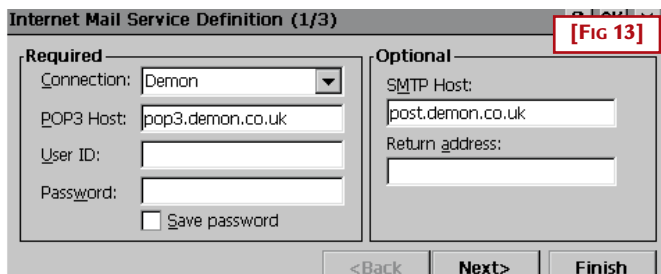 Internet Mail Service Definition (1/3)
[FIG 13]
Required
Connection: Demon
POP3 Host: pop3.demon.co.uk
User ID:
Password:
Save password
Optional
SMTP Host:
post.demon.co.uk
Return address:
<Back Next> Finish